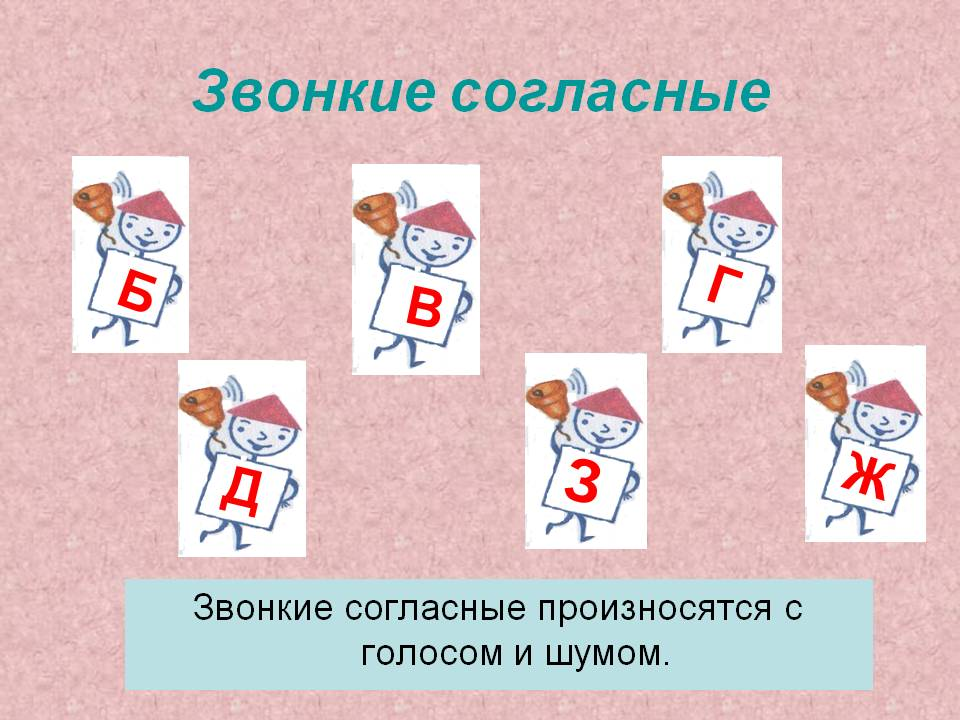 Звонкие согласные
Б
В
Г
Д
З
Ж
Звонкие согласные произносятся с
голосом и шумом.